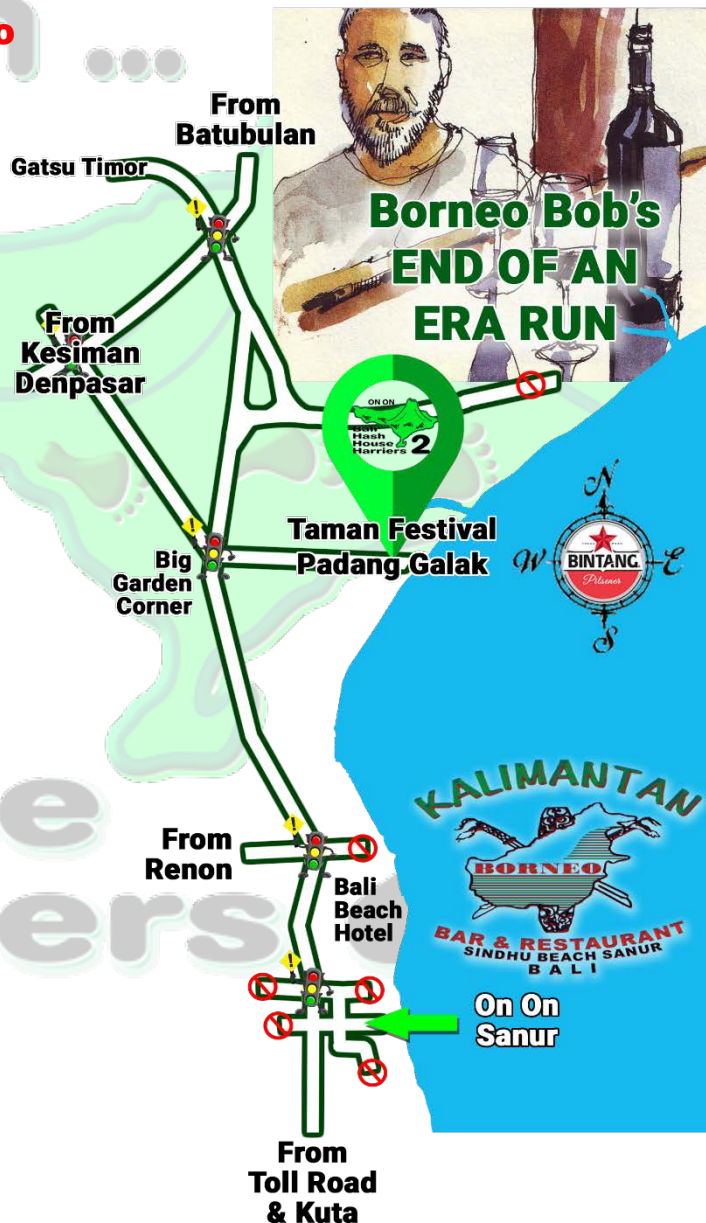 o
n ...
From
Batubulan
Gatsu Timor
Borneo Bob's
END OF AN
ERA RUN
From
Kesiman
Denpasar
ON ON
Bali
Hash
House
Harriers 2
Taman Festival
Padang Galak
Big
Garden
Corner
N
W
E
S
BINTANG
Pilsener
KALIMANTAN
BORNEO
BAR & RESTAURANT
SINDHU BEACH SANUR
BALI
e
ers
From
Renon
Bali
Beach
Hotel
On On
Sanur
From
Toll Road
& Kuta